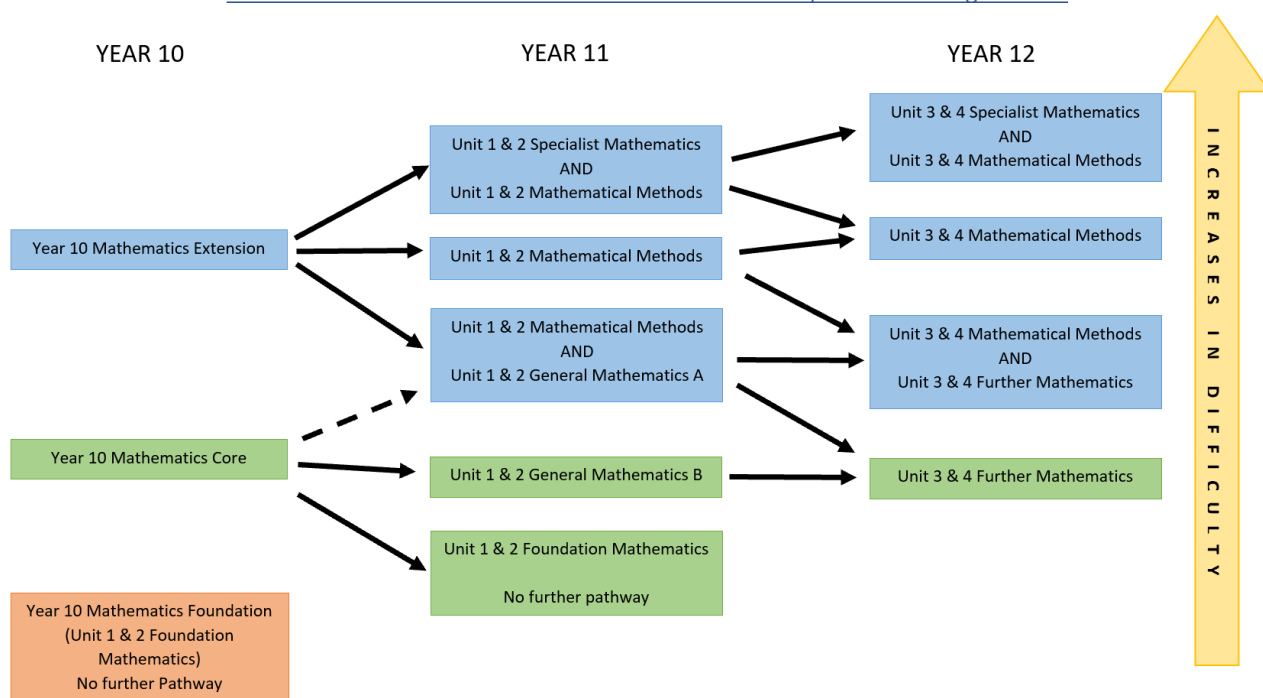 YEAR 10
YEAR 11
YEAR 12
Unit 1 & 2 Specialist Mathematics
AND
Unit 1 & 2 Mathematical Methods
Unit 3 & 4 Specialist Mathematics
AND
Unit 3 & 4 Mathematical Methods
Year 10 Mathematics Extension
Unit 1 & 2 Mathematical Methods
Unit 3 & 4 Mathematical Methods
Unit 1 & 2 Mathematical Methods
AND
Unit 1 & 2 General Mathematics A
Unit 3 & 4 Mathematical Methods
AND
Unit 3 & 4 Further Mathematics
Year 10 Mathematics Core
Unit 1 & 2 General Mathematics B
Unit 3 & 4 Further Mathematics
Unit 1 & 2 Foundation Mathematics
No further pathway
Year 10 Mathematics Foundation
(Unit 1 & 2 Foundation
Mathematics)
No further Pathway
INCREASES IN DIFFICULTY